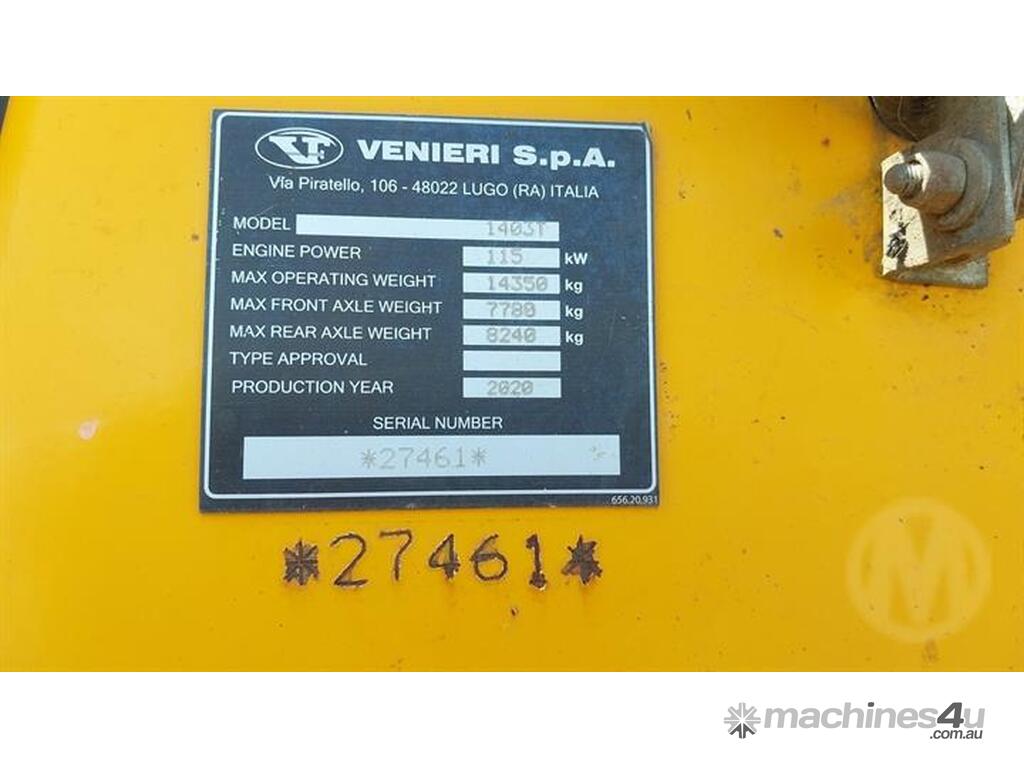 VT
VENIERI S.p.A.
Via Piratello, 106 - 48022 LUGO (RA) ITALIA
MODEL 1403T
ENGINE POWER 115 kW
MAX OPERATING WEIGHT 14350 kg
MAX FRONT AXLE WEIGHT 7780 kg
MAX REAR AXLE WEIGHT 8240 kg
TYPE APPROVAL
PRODUCTION YEAR 2020
SERIAL NUMBER
*27461*
656.20.931
*27461*
M
machines4u
.com.au